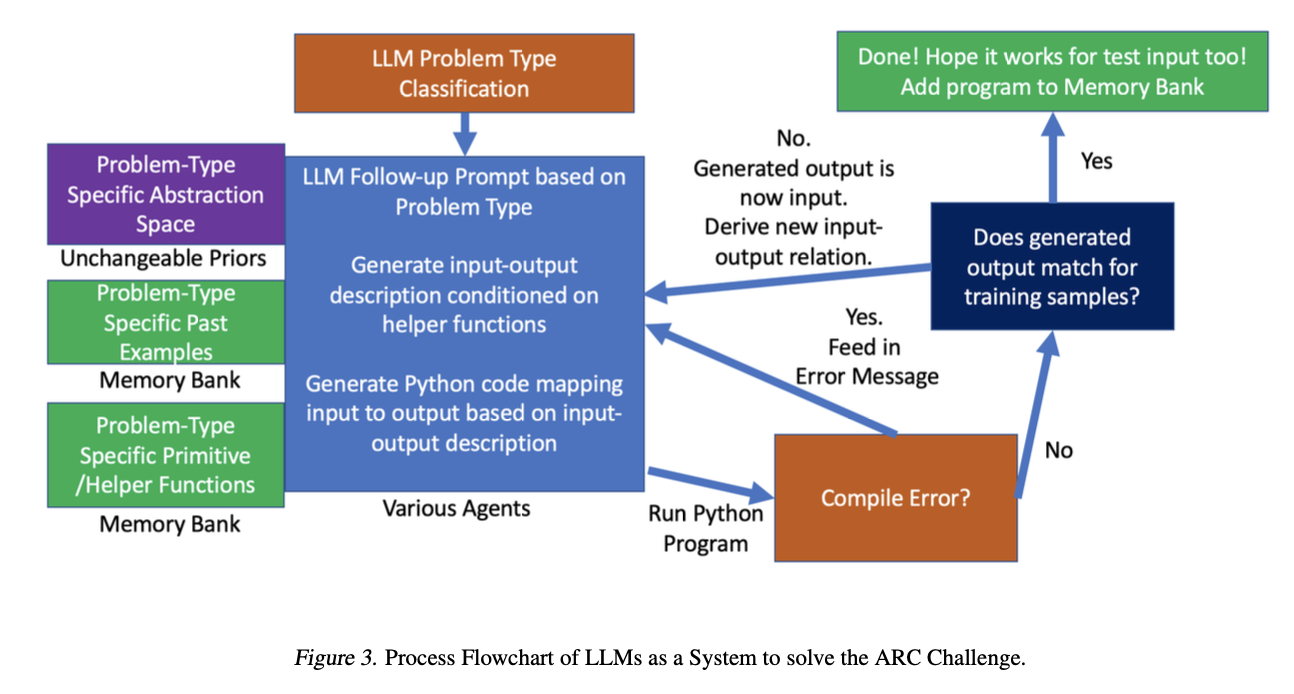 LLM Problem Type
Classification
Done! Hope it works for test input too!
Add program to Memory Bank
Problem-Type
Specific Abstraction
Space
Unchangeable Priors
Problem-Type
Specific Past
Examples
Memory Bank
Problem-Type
Specific Primitive
/Helper Functions
Memory Bank
LLM Follow-up Prompt based on
Problem Type
Generate input-output
description conditioned on
helper functions
Generate Python code mapping
input to output based on input-
output description
Various Agents
No.
Generated output is
now input.
Derive new input-
output relation.
Yes
Does generated
output match for
training samples?
Yes.
Feed in
Error Message
No
Compile Error?
Run Python
Program
Figure 3. Process Flowchart of LLMs as a System to solve the ARC Challenge.